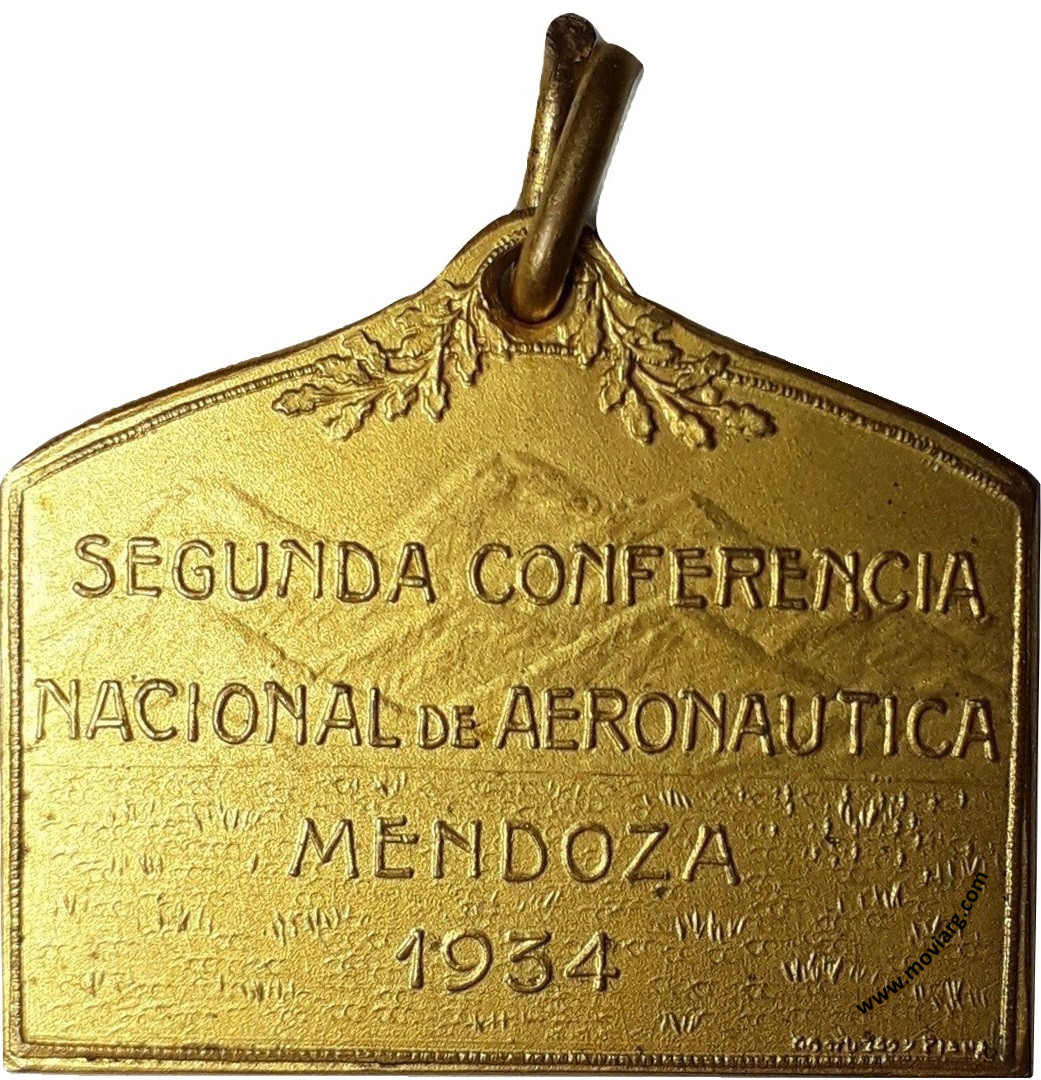 SEGUNDA CONFERENCIA
NACIONAL DE AERONAUTICA
MENDOZA
1934
www.moviarg.com